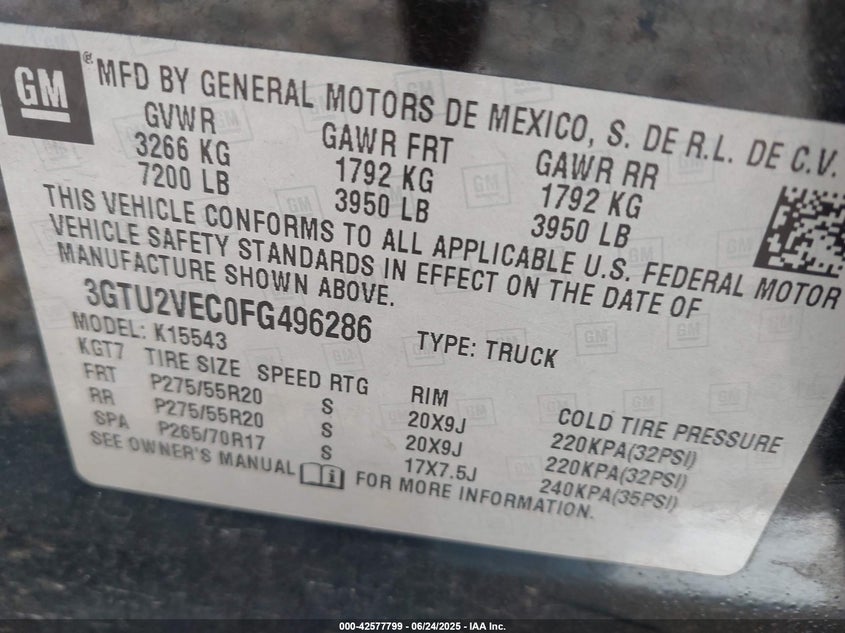 GM
®
MFD BY GENERAL MOTORS DE MEXICO, S. DE R.L. DE C.V.
GVWR GAWR FRT GAWR RR
3266 KG 1792 KG 1792 KG
7200 LB 3950 LB 3950 LB
THIS VEHICLE CONFORMS TO ALL APPLICABLE U.S. FEDERAL MOTOR
VEHICLE SAFETY STANDARDS IN EFFECT ON THE DATE OF
MANUFACTURE SHOWN ABOVE.
3GTU2VEC0FG496286 TYPE: TRUCK
MODEL: K15543
KGT7 TIRE SIZE SPEED RTG RIM COLD TIRE PRESSURE
FRT P275/55R20 S 20X9J 220KPA(32PSI)
RR P275/55R20 S 20X9J 220KPA(32PSI)
SPA P265/70R17 S 17X7.5J 240KPA(35PSI)
SEE OWNER'S MANUAL i FOR MORE INFORMATION.
000-42577799 - 06/24/2025 - IAA Inc.